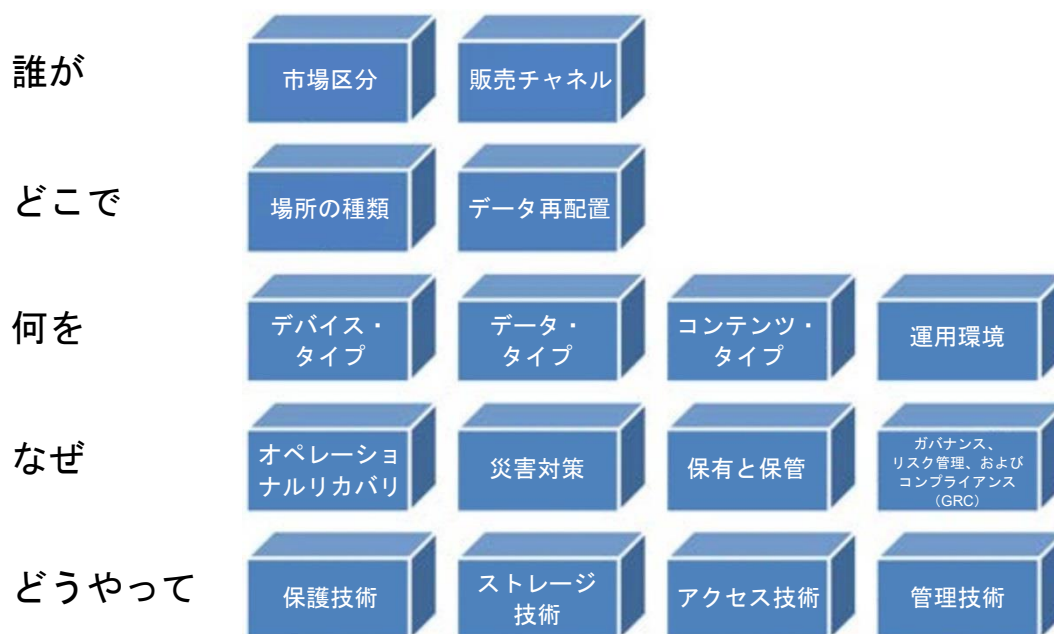 誰が
市場区分
販売チャネル
どこで
場所の種類
データ再配置
何を
デバイス・
タイプ
データ・
タイプ
コンテンツ・
タイプ
運用環境
なぜ
オペレーショ
ナルリカバリ
災害対策
保有と保管
ガバナンス、
リスク管理、および
コンプライアンス
（GRC）
どうやって
保護技術
ストレージ
技術
アクセス技術
管理技術